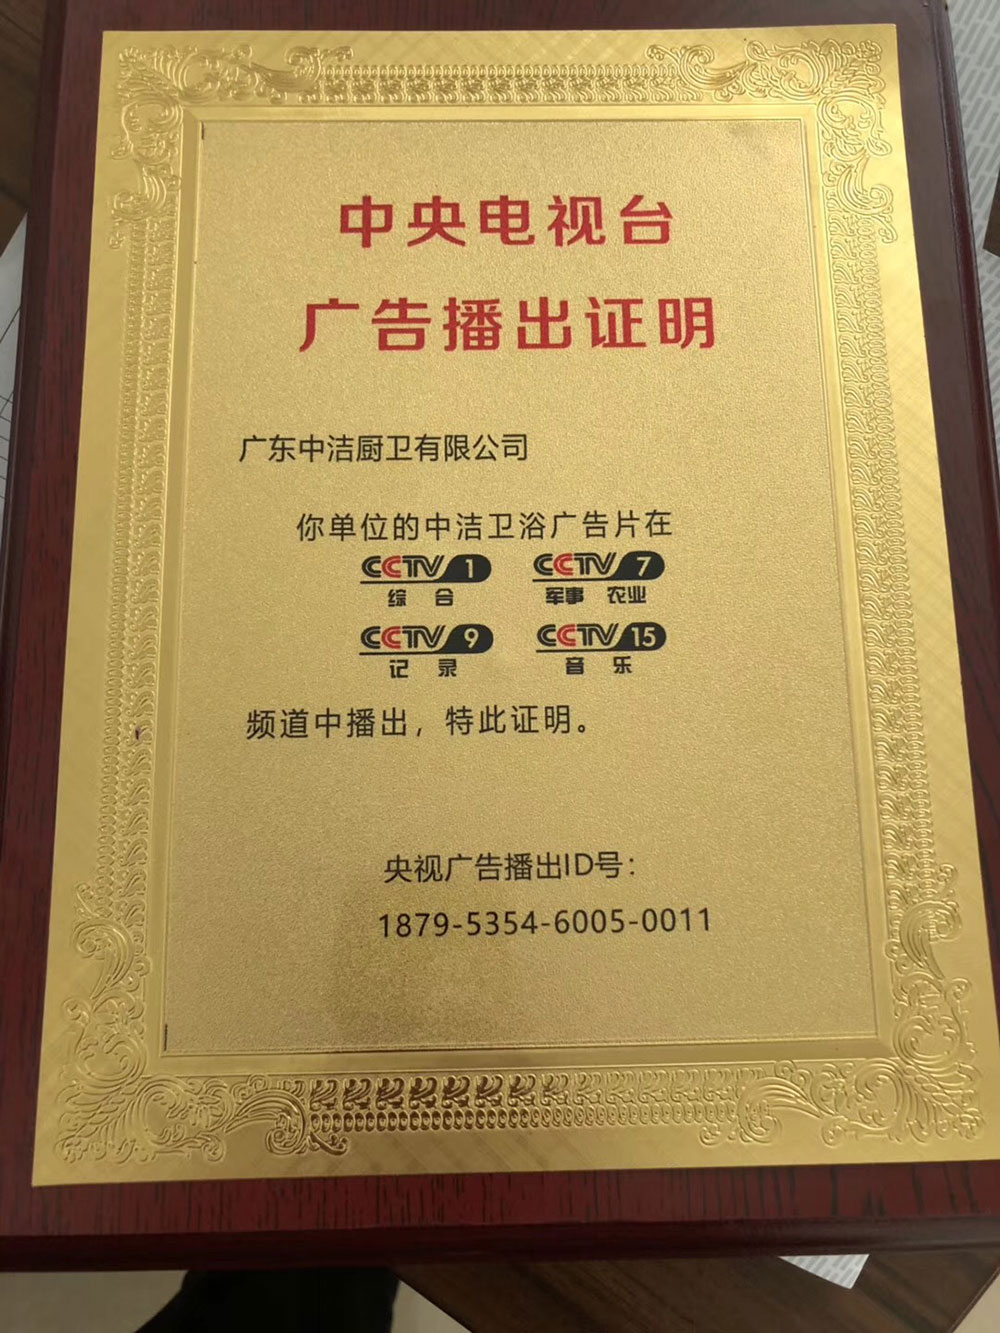 中央电视台
广告播出证明
广东中洁厨卫有限公司
你单位的中洁卫浴广告片在
CCTV 1 CCTV 7
综合 军事 农业
CCTV 9 CCTV 15
记录 音乐
频道中播出，特此证明。
央视广告播出ID号：
1879-5354-6005-0011